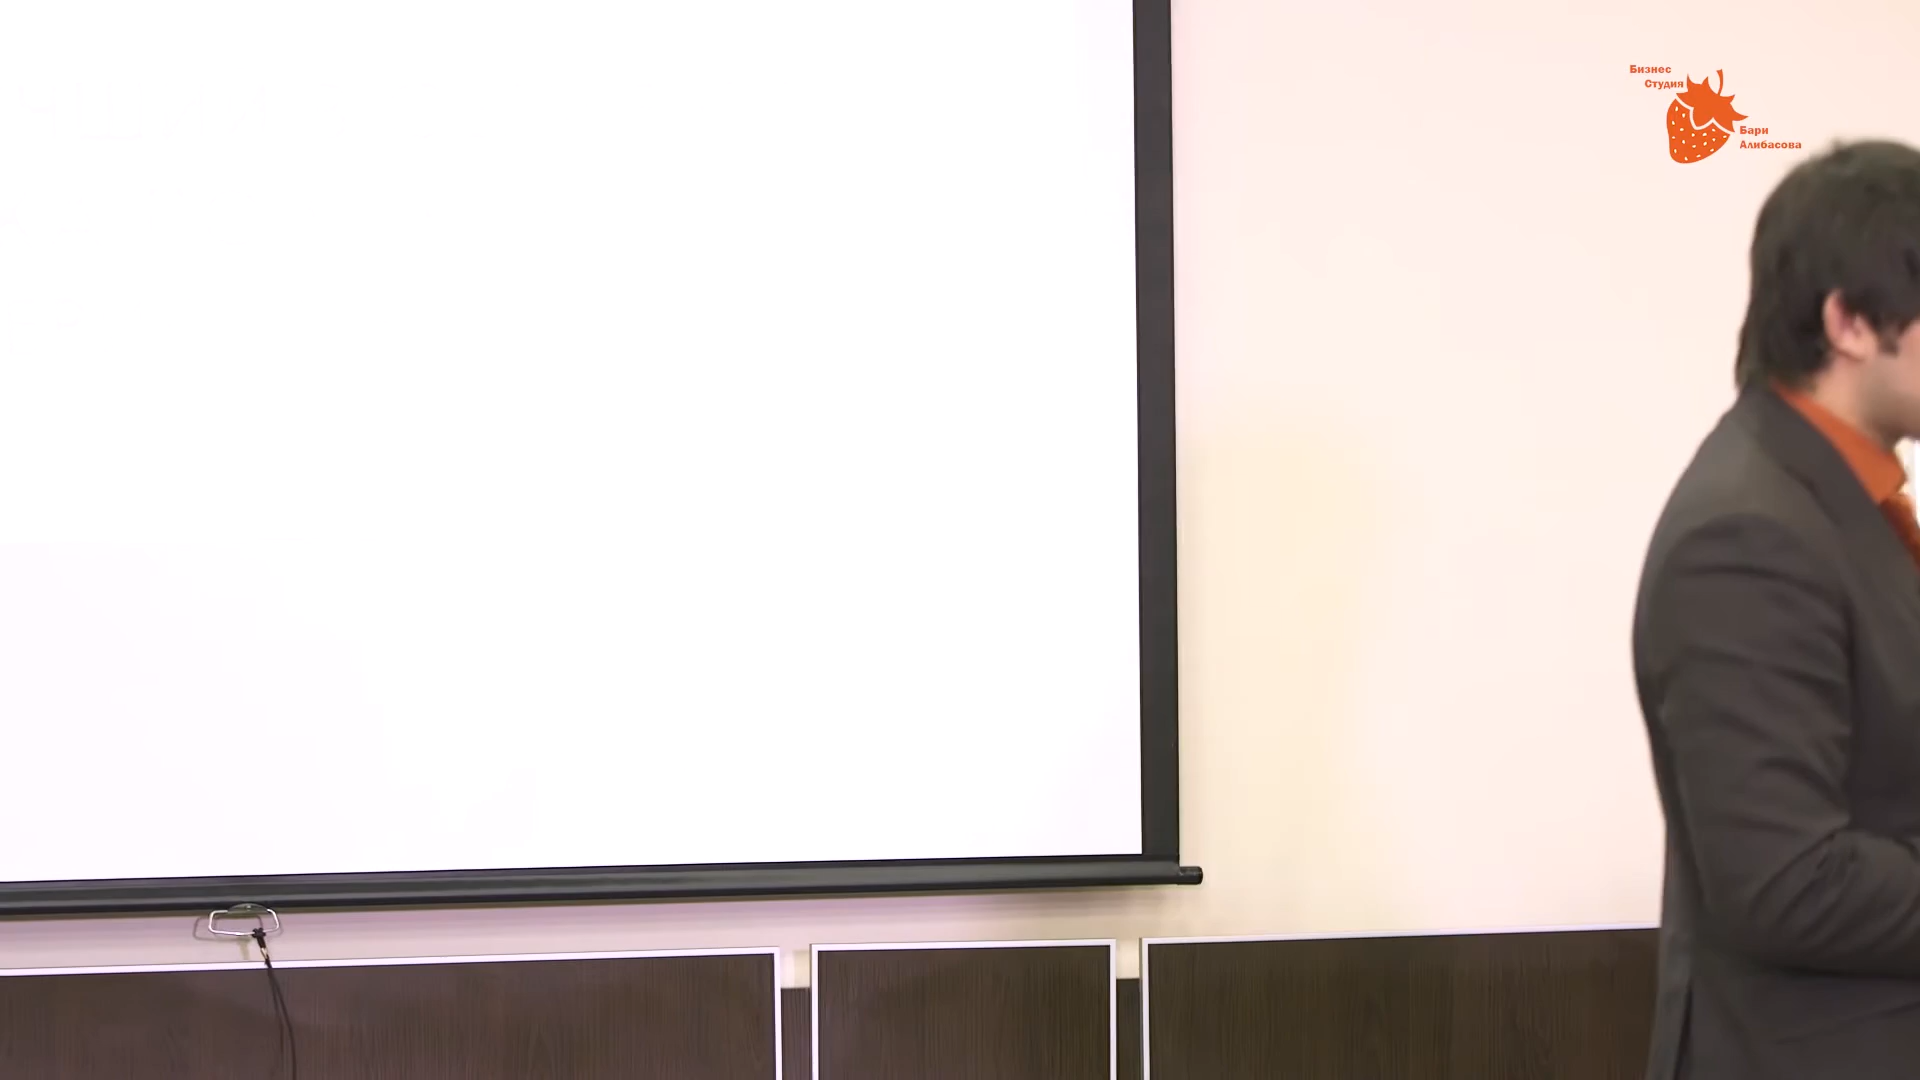 Бизнес
Студия
Бари
Алибасова